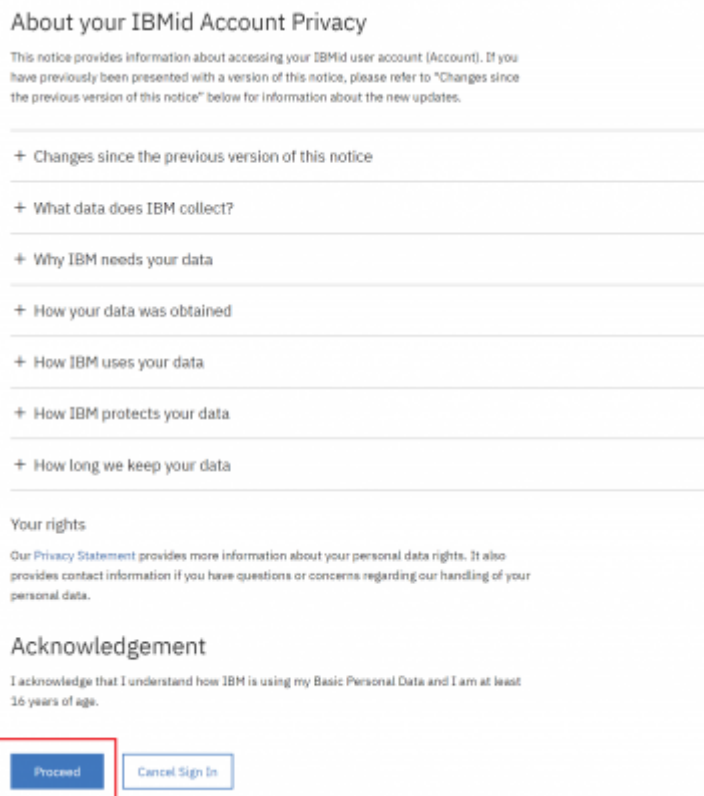 About your IBMid Account Privacy
This notice provides information about accessing your IBMid user account (Account). If you
have previously been presented with a version of this notice, please refer to "Changes since
the previous version of this notice" below for information about the new updates.
+ Changes since the previous version of this notice
+ What data does IBM collect?
+ Why IBM needs your data
+ How your data was obtained
+ How IBM uses your data
+ How IBM protects your data
+ How long we keep your data
Your rights
Our Privacy Statement provides more information about your personal data rights. It also
provides contact information if you have questions or concerns regarding our handling of your
personal data.
Acknowledgement
I acknowledge that I understand how IBM is using my Basic Personal Data and I am at least
16 years of age.
Proceed Cancel Sign In